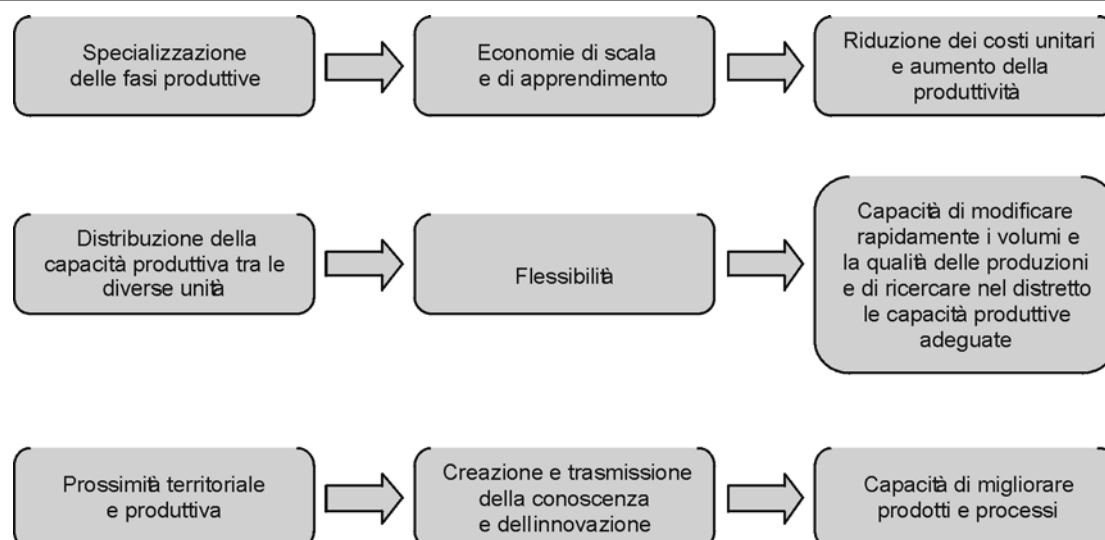 Specializzazione
delle fasi produttive
Economie di scala
e di apprendimento
Riduzione dei costi unitari
e aumento della
produttività
Distribuzione della
capacità produttiva tra le
diverse unità
Flessibilità
Capacità di modificare
rapidamente i volumi e
la qualità delle produzioni
e di ricercare nel distretto
le capacità produttive
adeguate
Prossimità territoriale
e produttiva
Creazione e trasmissione
della conoscenza
e dellinnovazione
Capacità di migliorare
prodotti e processi